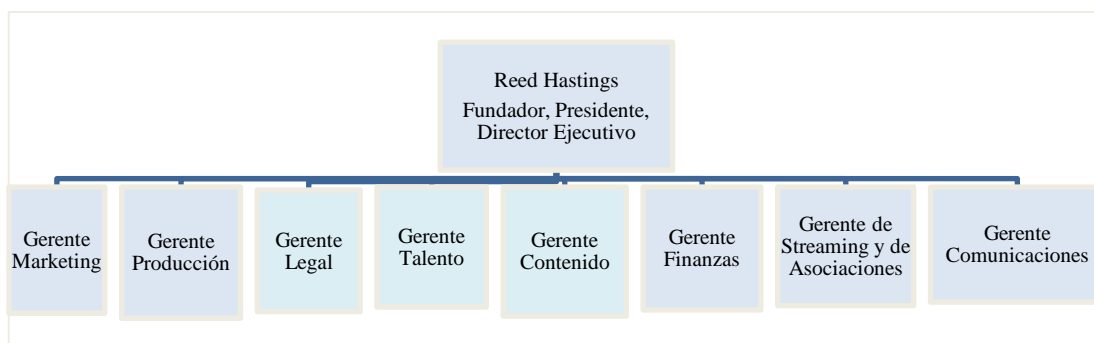 Reed Hastings
Fundador, Presidente,
Director Ejecutivo
Gerente
Marketing
Gerente
Producción
Gerente
Legal
Gerente
Talento
Gerente
Contenido
Gerente
Finanzas
Gerente de
Streaming y de
Asociaciones
Gerente
Comunicaciones